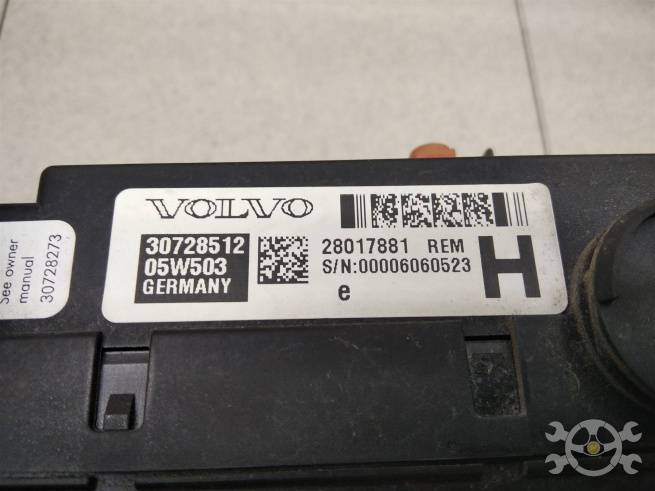 See owner
manual
30728273
VOLVO
30728512
05W503
GERMANY
28017881 REM
S/N:00006060523
e
H